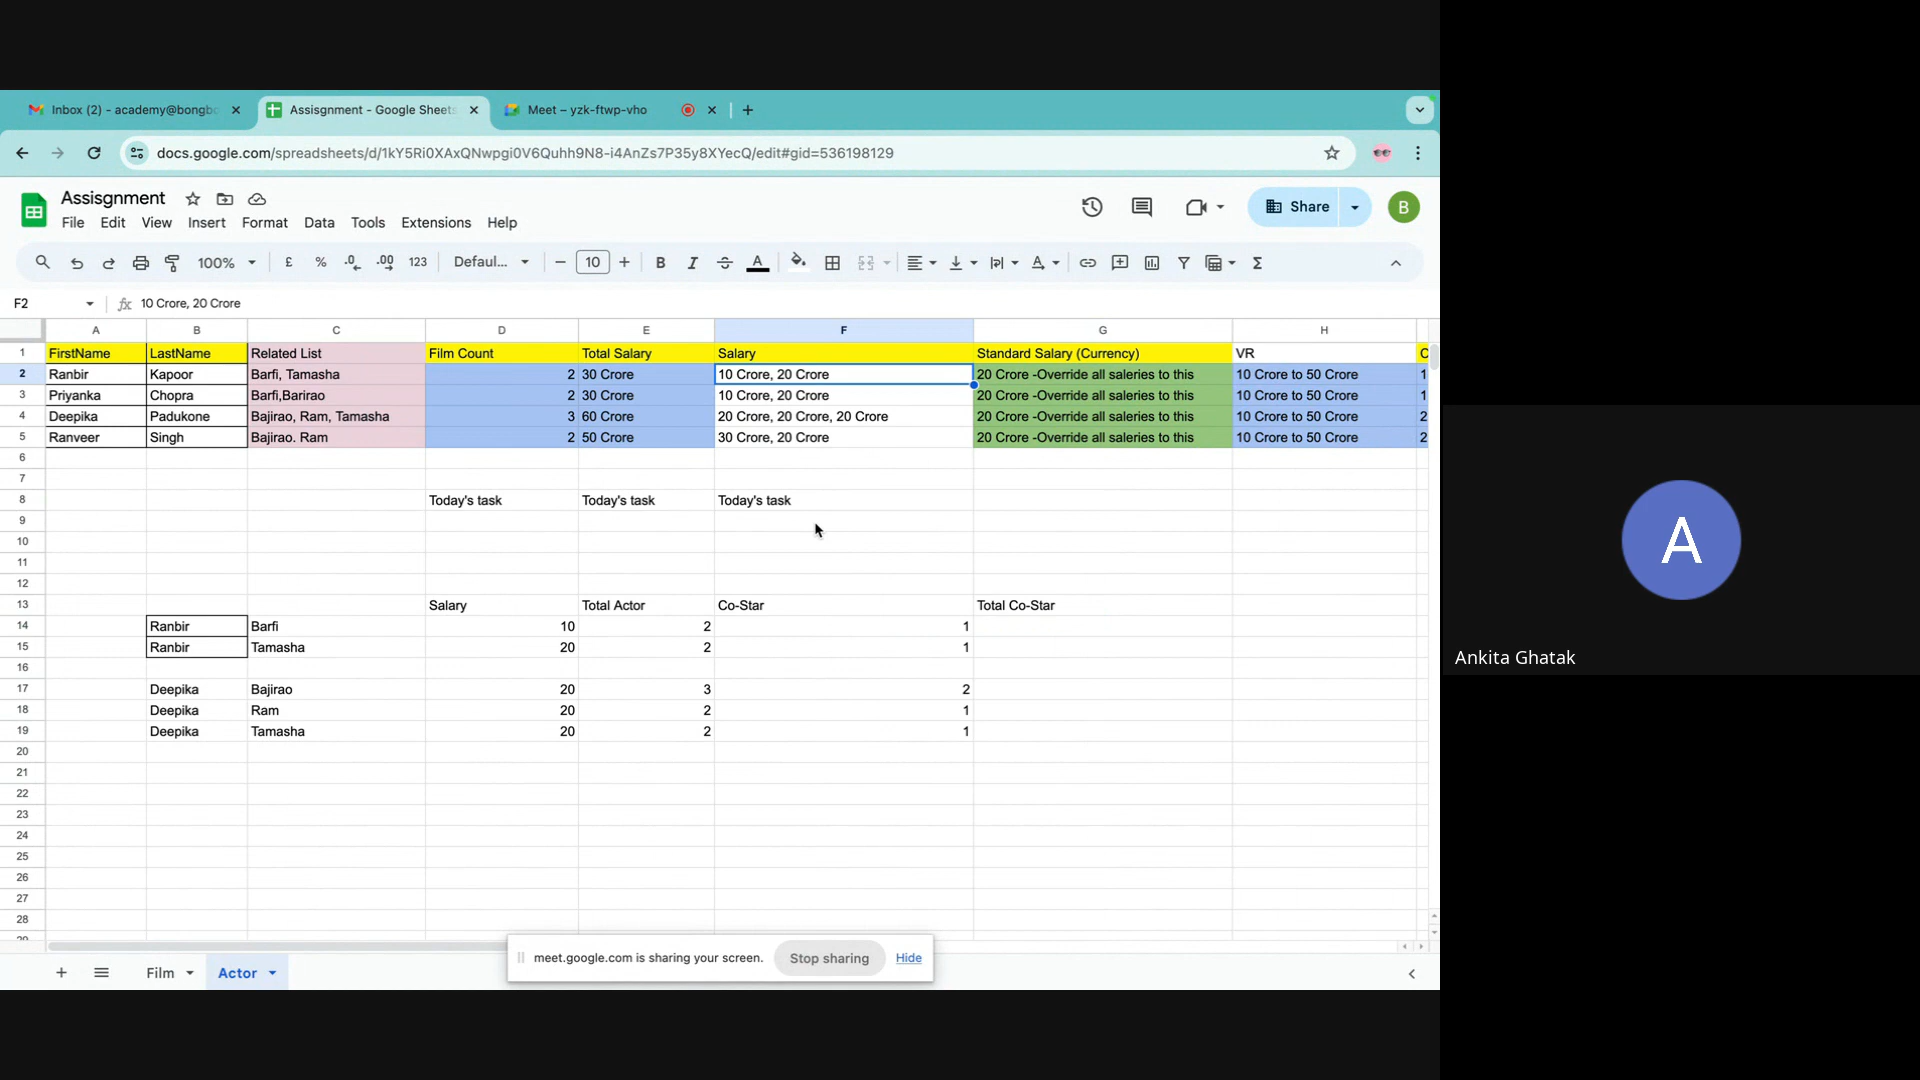 Inbox (2) - academy@bongbo
Assisgnment - Google Sheets
Meet – yzk-ftwp-vho
docs.google.com/spreadsheets/d/1kY5Ri0XAxQNwpgi0V6Quhh9N8-i4AnZs7P35y8XYecQ/edit#gid=536198129
Assisgnment
File Edit View Insert Format Data Tools Extensions Help
Share
B
100% £ % .0 .00 123 Defaul... 10 B I S A
F2 fx 10 Crore, 20 Crore
A B C D E F G H
1 FirstName LastName Related List Film Count Total Salary Salary Standard Salary (Currency) VR C
2 Ranbir Kapoor Barfi, Tamasha 2 30 Crore 10 Crore, 20 Crore 20 Crore -Override all saleries to this 10 Crore to 50 Crore 1
3 Priyanka Chopra Barfi,Barirao 2 30 Crore 10 Crore, 20 Crore 20 Crore -Override all saleries to this 10 Crore to 50 Crore 1
4 Deepika Padukone Bajirao, Ram, Tamasha 3 60 Crore 20 Crore, 20 Crore, 20 Crore 20 Crore -Override all saleries to this 10 Crore to 50 Crore 2
5 Ranveer Singh Bajirao. Ram 2 50 Crore 30 Crore, 20 Crore 20 Crore -Override all saleries to this 10 Crore to 50 Crore 2
6
7
8 Today's task Today's task Today's task
9
10
11
12
13 Salary Total Actor Co-Star Total Co-Star
14 Ranbir Barfi 10 2 1
15 Ranbir Tamasha 20 2 1
16
17 Deepika Bajirao 20 3 2
18 Deepika Ram 20 2 1
19 Deepika Tamasha 20 2 1
20
21
22
23
24
25
26
27
28
29
meet.google.com is sharing your screen. Stop sharing Hide
Film Actor
A
Ankita Ghatak